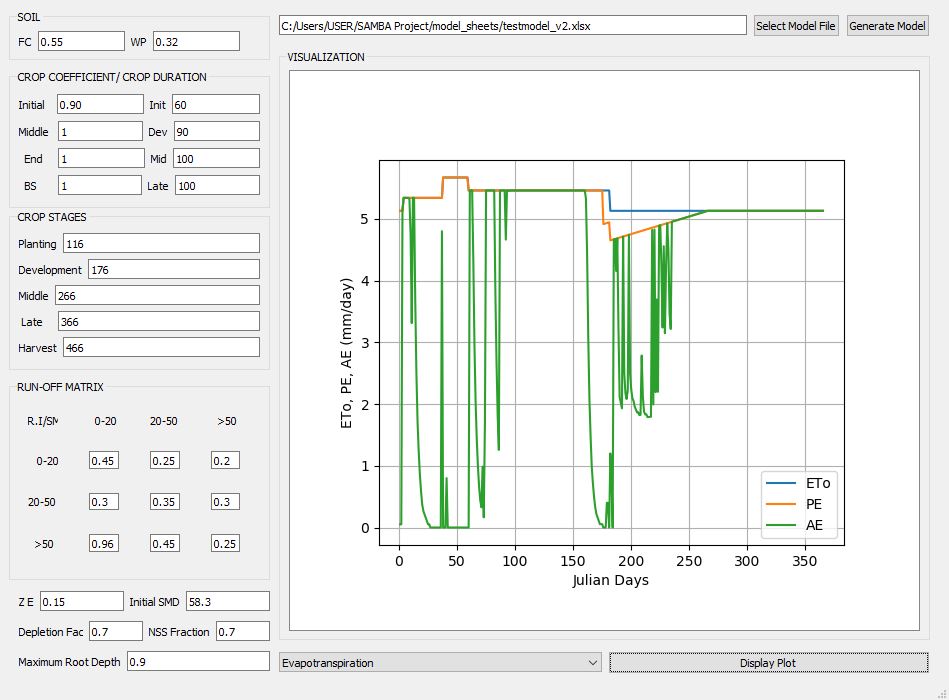 SOIL
FC 0.55 WP 0.32
CROP COEFFICIENT/ CROP DURATION
Initial 0.90 Init 60
Middle 1 Dev 90
End 1 Mid 100
BS 1 Late 100
CROP STAGES
Planting 116
Development 176
Middle 266
Late 366
Harvest 466
RUN-OFF MATRIX
R.I/SM 0-20 20-50 >50
0-20 0.45 0.25 0.2
20-50 0.3 0.35 0.3
>50 0.96 0.45 0.25
Z E 0.15 Initial SMD 58.3
Depletion Fac 0.7 NSS Fraction 0.7
Maximum Root Depth 0.9
C:/Users/USER/SAMBA Project/model_sheets/testmodel_v2.xlsx Select Model File Generate Model
VISUALIZATION
ETo, PE, AE (mm/day)
5
4
3
2
1
0
0 50 100 150 200 250 300 350
Julian Days
ETo
PE
AE
Evapotranspiration Display Plot